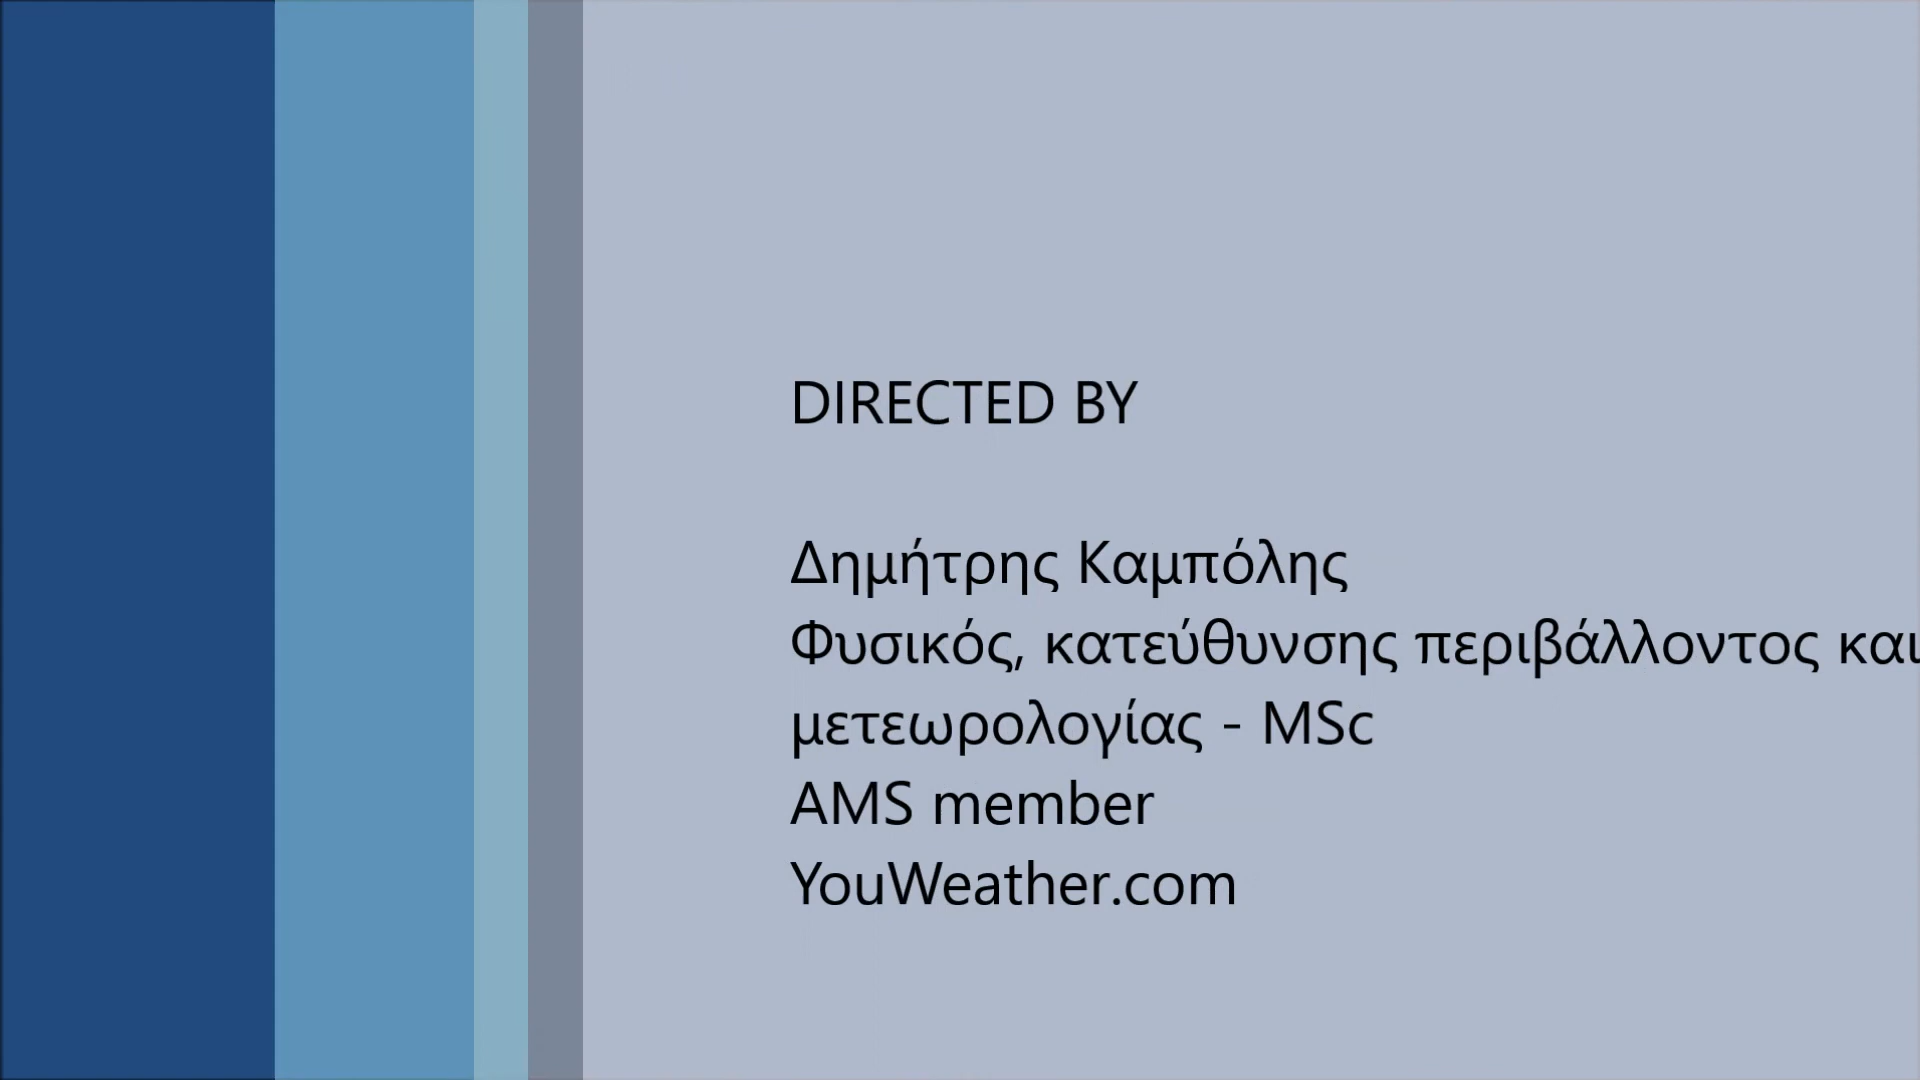 DIRECTED BY
Δημήτρης Καμπόλης
Φυσικός, κατεύθυνσης περιβάλλοντος και
μετεωρολογίας - MSc
AMS member
YouWeather.com